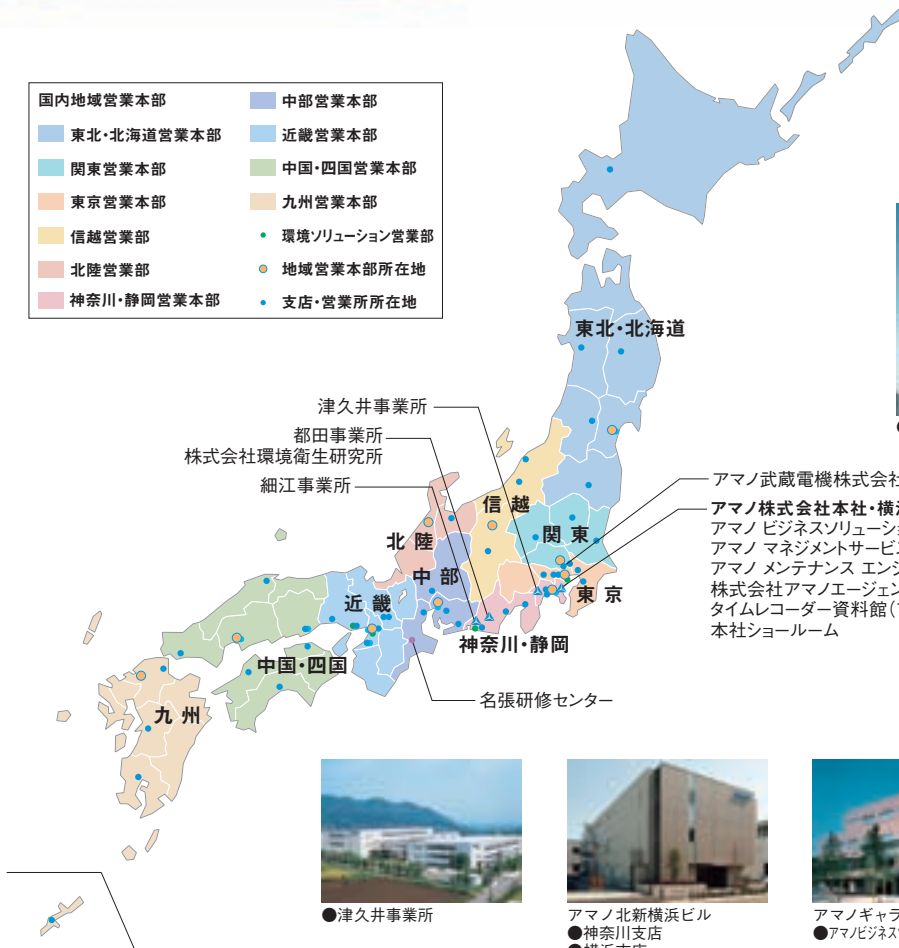 国内地域営業本部
東北・北海道営業本部
関東営業本部
東京営業本部
信越営業部
北陸営業部
神奈川・静岡営業本部
中部営業本部
近畿営業本部
中国・四国営業本部
九州営業本部
環境ソリューション営業部
地域営業本部所在地
支店・営業所所在地
東北・北海道
津久井事業所
都田事業所
株式会社環境衛生研究所
細江事業所
信越
関東
北陸
中部
東京
近畿
神奈川・静岡
中国・四国
九州
アマノ武蔵電機株式会社
アマノ株式会社本社・横
アマノ ビジネスソリューシ
アマノ マネジメントサービ
アマノ メンテナンス エンジ
株式会社アマノエージェン
タイムレコーダー資料館(
本社ショールーム
名張研修センター
●津久井事業所
アマノ北新横浜ビル
●神奈川支店
●横浜支店
アマノギャラ
●アマノビジネス